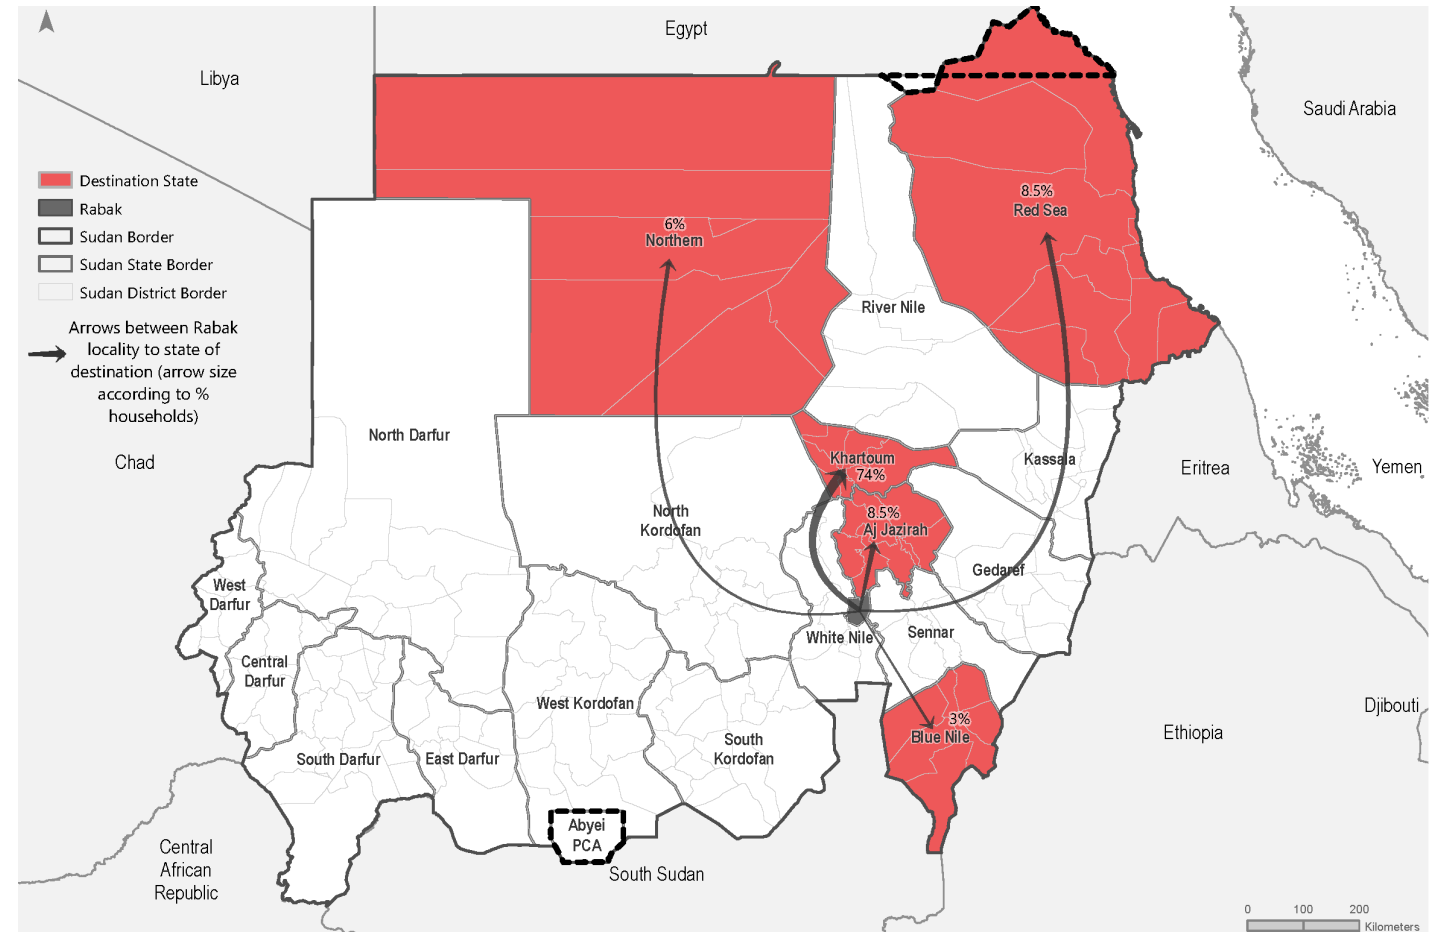 Egypt
Libya
Saudi Arabia
Destination State
Rabak
Sudan Border
Sudan State Border
Sudan District Border
Arrows between Rabak
locality to state of
destination (arrow size
according to %
households)
8.5%
Red Sea
6%
Northern
River Nile
North Darfur
Chad
Khartoum
74%
Kassala
Eritrea
Yemen
North
Kordofan
8.5%
Aj Jazirah
Gedaref
West
Darfur
White Nile
Sennar
Central
Darfur
West Kordofan
3%
Blue Nile
Djibouti
Ethiopia
South
Kordofan
South Darfur
East Darfur
Abyei
PCA
Central
African
Republic
South Sudan
0 100 200
Kilometers